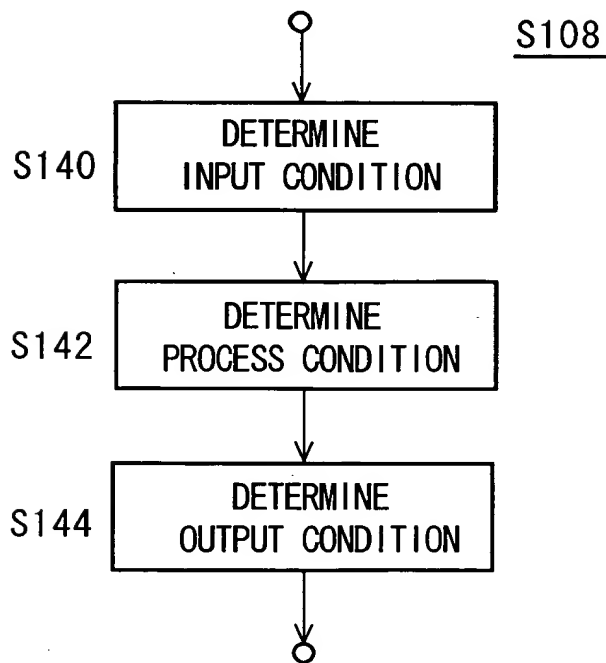 S108
DETERMINE
INPUT CONDITION
S140
DETERMINE
PROCESS CONDITION
S142
DETERMINE
OUTPUT CONDITION
S144